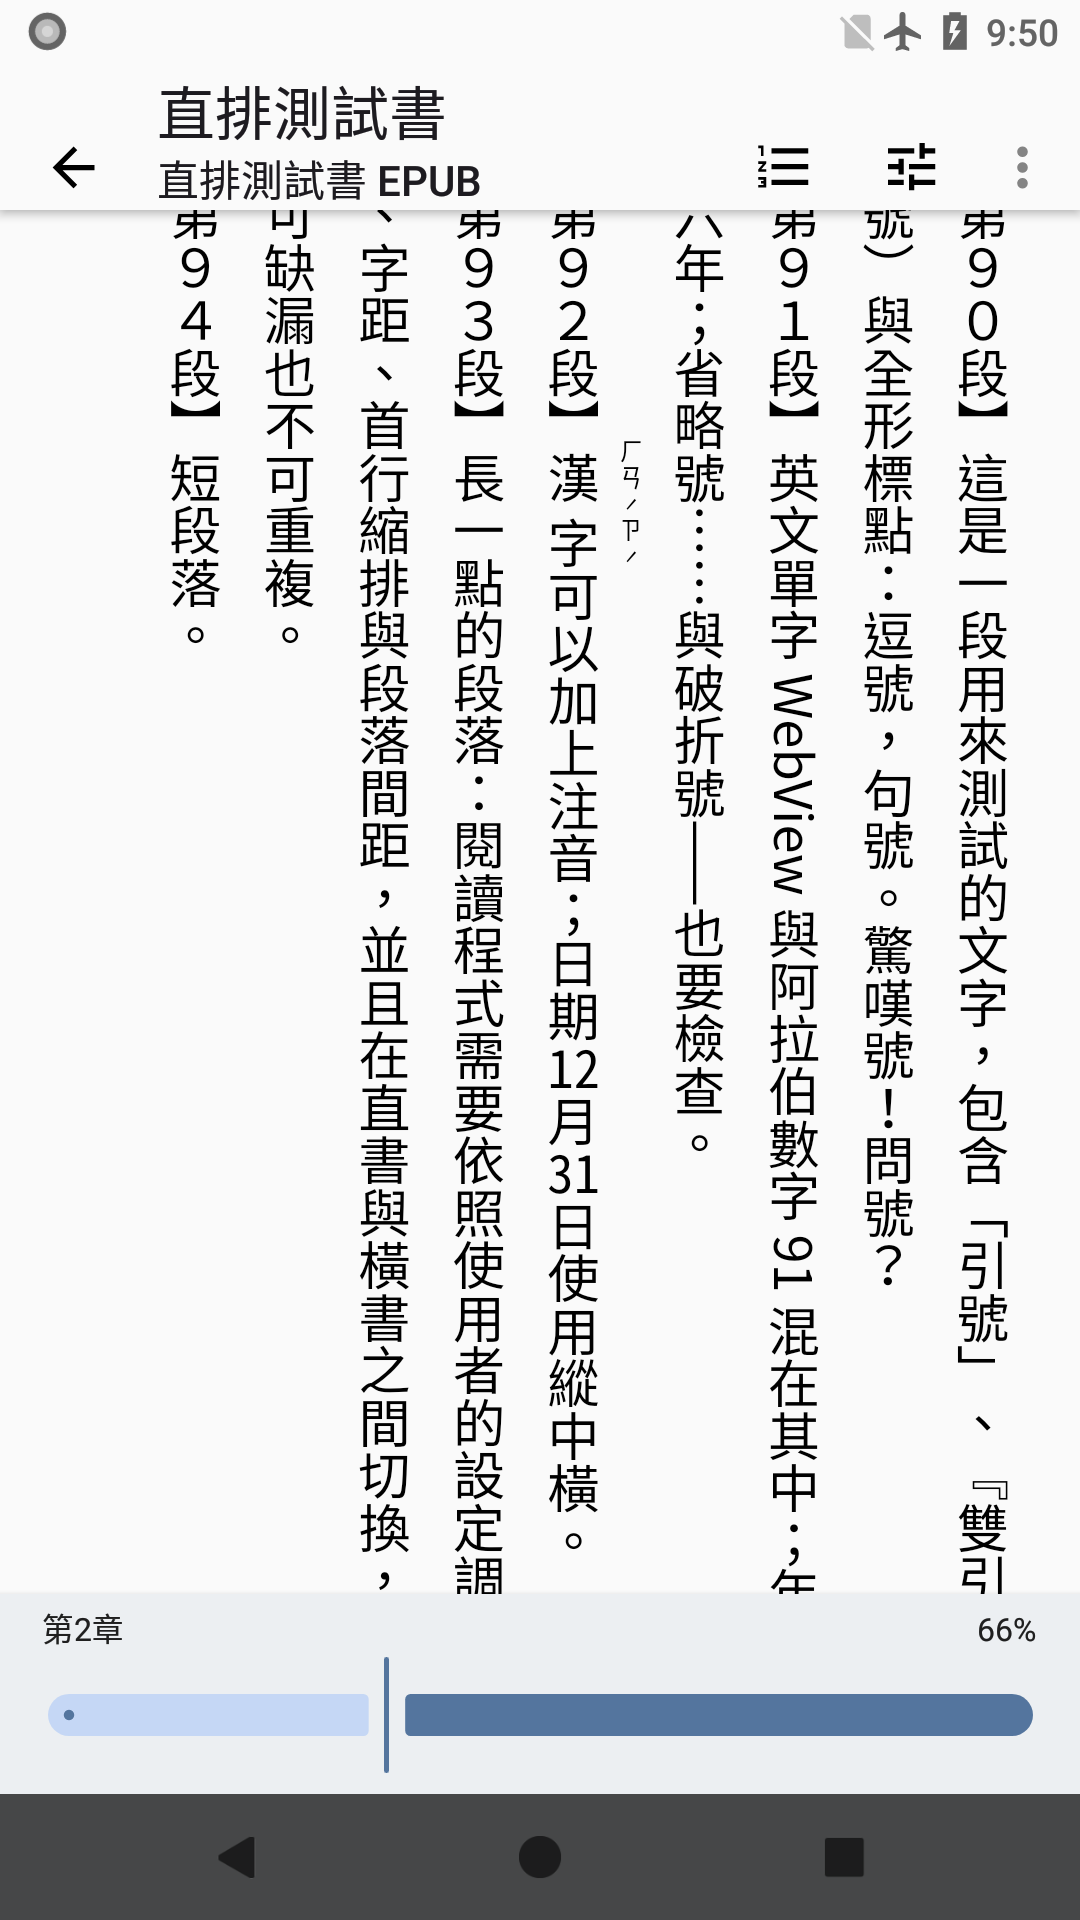 9:50
直排測試書
直排測試書 EPUB
第９０段】這是一段用來測試的文字，包含「引號」、『雙引
號）與全形標點：逗號，句號。驚嘆號！問號？
第９１段】英文單字 WebView 與阿拉伯數字 91 混在其中；年
六年；省略號……與破折號——也要檢查。
ㄏㄢˊㄗˊ
第９２段】漢字可以加上注音；日期12月31日使用縱中橫。
第９３段】長一點的段落：閱讀程式需要依照使用者的設定調
、字距、首行縮排與段落間距，並且在直書與橫書之間切換，
可缺漏也不可重複。
第９４段】短段落。
第2章
66%